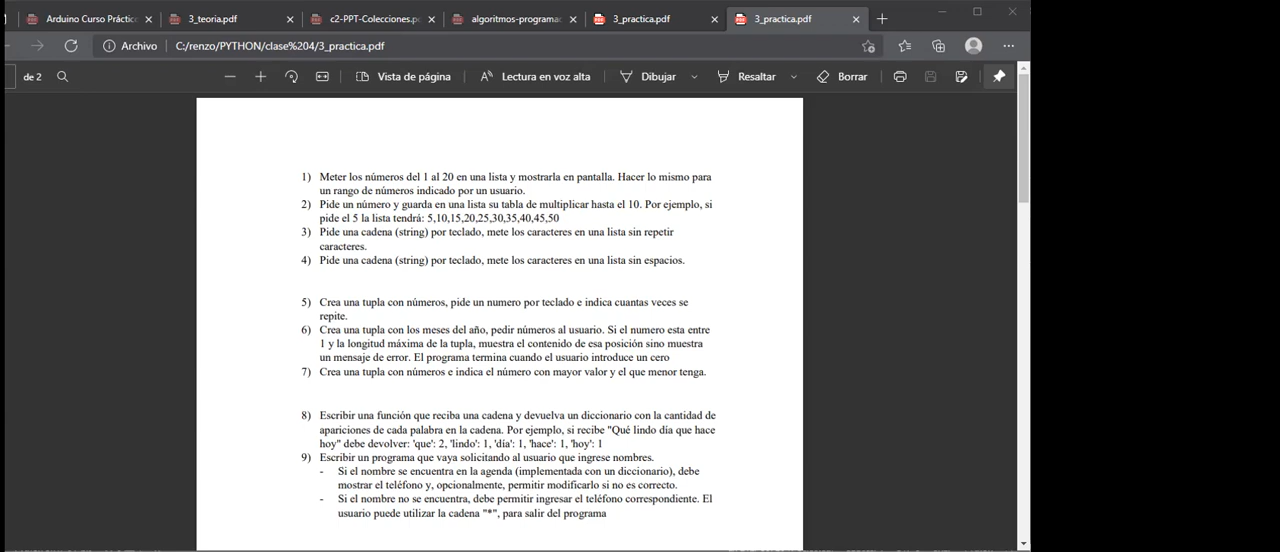 Arduino Curso Práctic
3_teoria.pdf
c2-PPT-Colecciones.p
algoritmos-programa
3_practica.pdf
3_practica.pdf
Archivo C:/renzo/PYTHON/clase%204/3_practica.pdf
de 2 Vista de página Lectura en voz alta Dibujar Resaltar Borrar
1) Meter los números del 1 al 20 en una lista y mostrarla en pantalla. Hacer lo mismo para
un rango de números indicado por un usuario.
2) Pide un número y guarda en una lista su tabla de multiplicar hasta el 10. Por ejemplo, si
pide el 5 la lista tendrá: 5,10,15,20,25,30,35,40,45,50
3) Pide una cadena (string) por teclado, mete los caracteres en una lista sin repetir
caracteres.
4) Pide una cadena (string) por teclado, mete los caracteres en una lista sin espacios.
5) Crea una tupla con números, pide un numero por teclado e indica cuantas veces se
repite.
6) Crea una tupla con los meses del año, pedir números al usuario. Si el numero esta entre
1 y la longitud máxima de la tupla, muestra el contenido de esa posición sino muestra
un mensaje de error. El programa termina cuando el usuario introduce un cero
7) Crea una tupla con números e indica el número con mayor valor y el que menor tenga.
8) Escribir una función que reciba una cadena y devuelva un diccionario con la cantidad de
apariciones de cada palabra en la cadena. Por ejemplo, si recibe "Qué lindo día que hace
hoy" debe devolver: 'que': 2, 'lindo': 1, 'día': 1, 'hace': 1, 'hoy': 1
9) Escribir un programa que vaya solicitando al usuario que ingrese nombres.
- Si el nombre se encuentra en la agenda (implementada con un diccionario), debe
mostrar el teléfono y, opcionalmente, permitir modificarlo si no es correcto.
- Si el nombre no se encuentra, debe permitir ingresar el teléfono correspondiente. El
usuario puede utilizar la cadena "*", para salir del programa